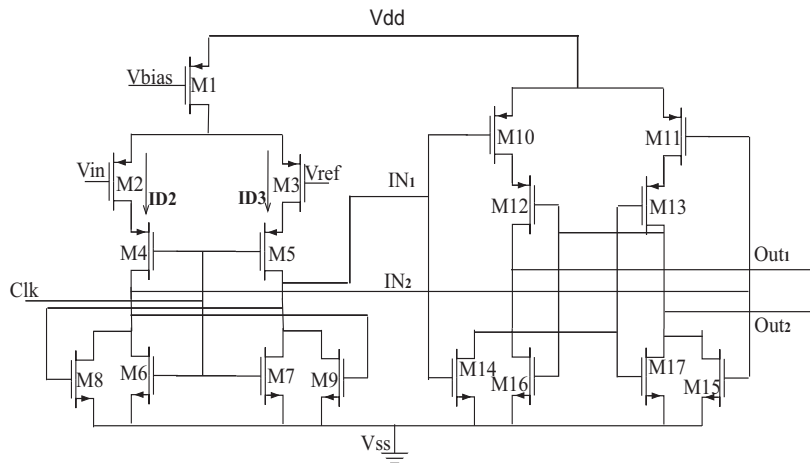 Vdd
Vbias
M1
M10
M11
Vin
M2
ID2
ID3
M3
Vref
IN1
M12
M13
M4
M5
Out1
Clk
IN2
Out2
M8
M6
M7
M9
M14
M16
M17
M15
Vss